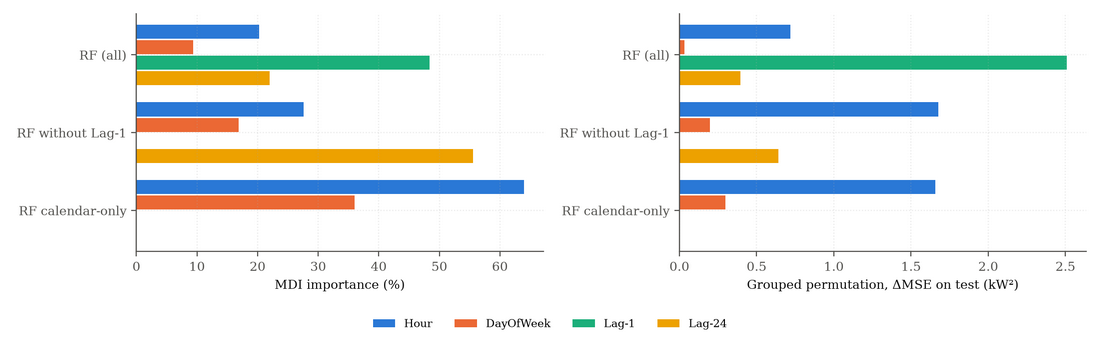 RF (all)
RF without Lag-1
RF calendar-only
0 10 20 30 40 50 60
MDI importance (%)
RF (all)
RF without Lag-1
RF calendar-only
0.0 0.5 1.0 1.5 2.0 2.5
Grouped permutation, ΔMSE on test (kW²)
Hour DayOfWeek Lag-1 Lag-24